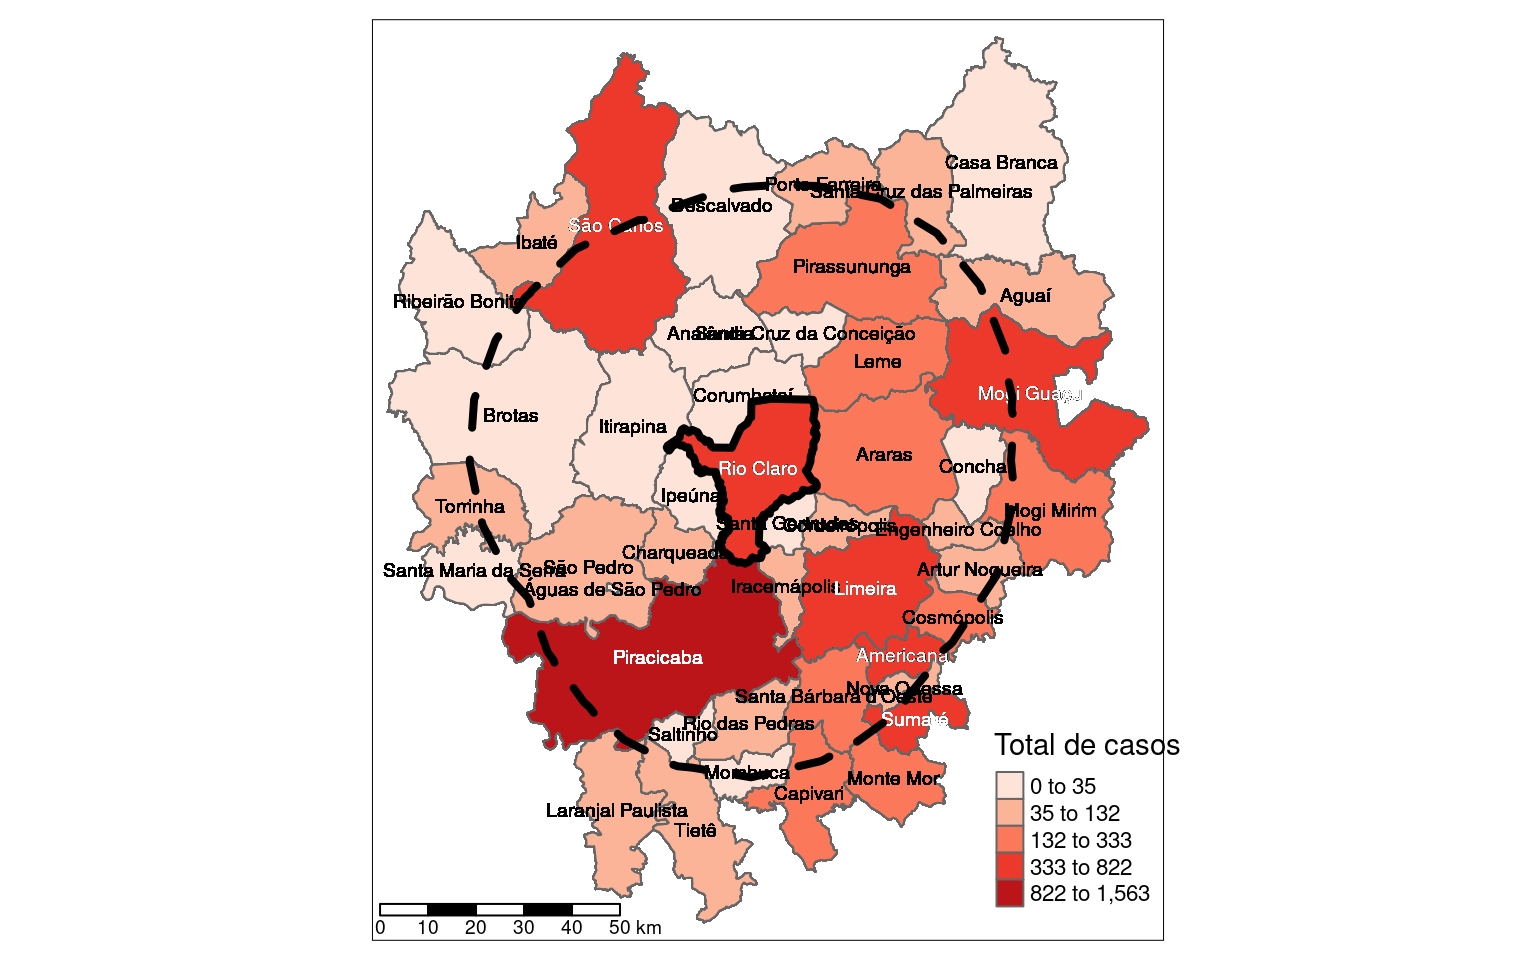 Casa Branca
Porto Ferreira
Santa Cruz das Palmeiras
Descalvado
São Carlos
Ibaté
Pirassununga
Aguaí
Ribeirão Bonito
Analândia
Santa Cruz da Conceição
Leme
Mogi Guaçu
Corumbataí
Brotas
Itirapina
Araras
Conchal
Rio Claro
Ipeúna
Torrinha
Mogi Mirim
Santa Gertrudes
Cordeirópolis
Engenheiro Coelho
Charqueada
São Pedro
Santa Maria da Serra
Artur Nogueira
Águas de São Pedro
Iracemápolis
Limeira
Cosmópolis
Piracicaba
Americana
Nova Odessa
Santa Bárbara d'Oeste
Sumaré
Rio das Pedras
Saltinho
Mombuca
Monte Mor
Capivari
Laranjal Paulista
Tietê
Total de casos
0 to 35
35 to 132
132 to 333
333 to 822
822 to 1,563
0 10 20 30 40 50 km